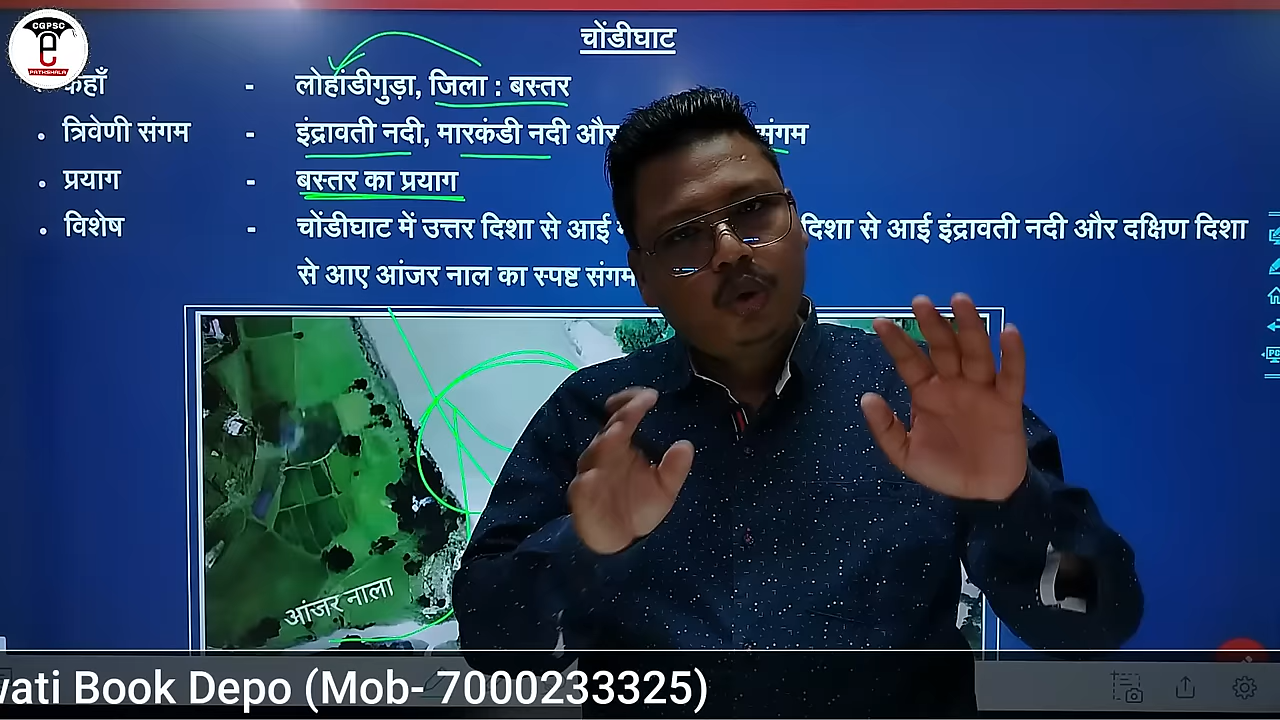 CGPSC
e
PATHSHALA
चोंडीघाट
कहाँ - लोहांडीगुड़ा, जिला : बस्तर
• त्रिवेणी संगम - इंद्रावती नदी, मारकंडी नदी और संगम
• प्रयाग - बस्तर का प्रयाग
• विशेष - चोंडीघाट में उत्तर दिशा से आई दिशा से आई इंद्रावती नदी और दक्षिण दिशा
से आए आंजर नाल का स्पष्ट संगम
आंजर नाला
Book Depo (Mob- 7000233325)